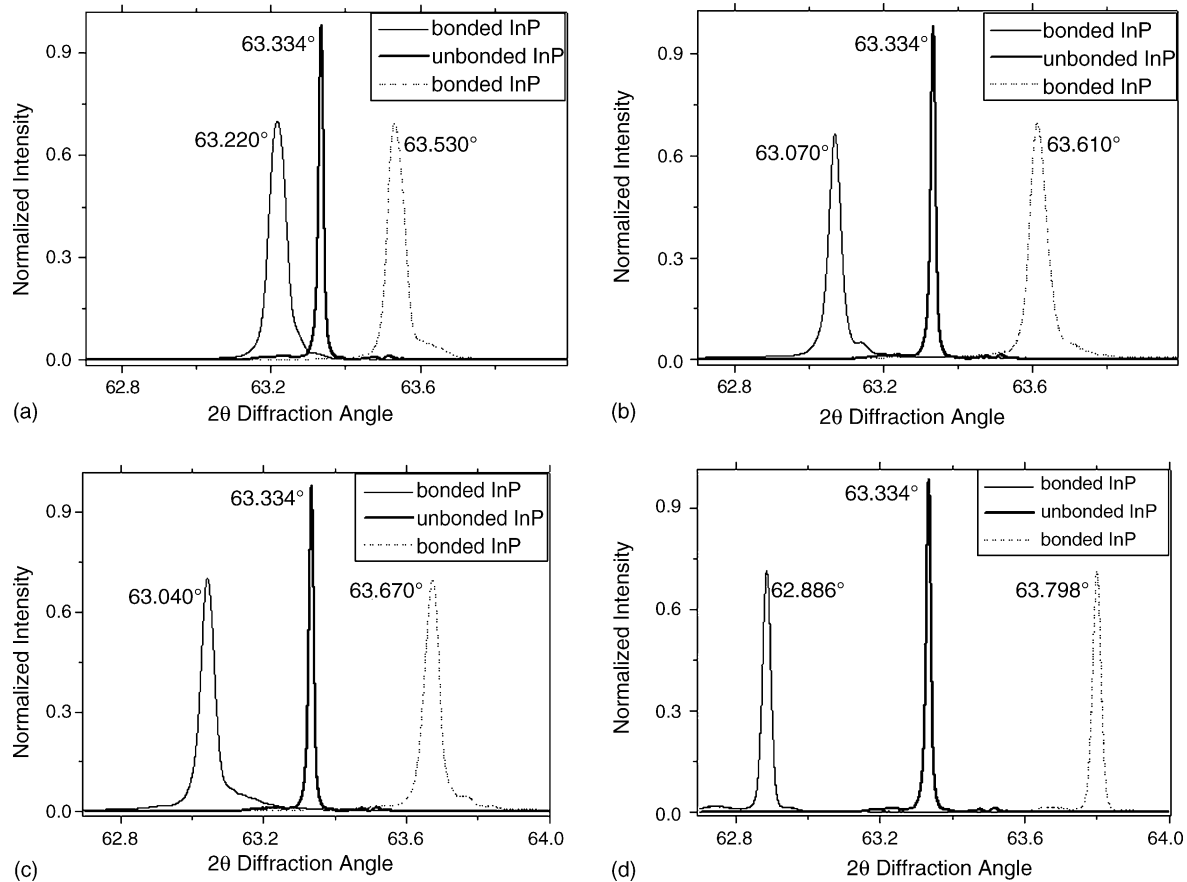 bonded InP
unbonded InP
bonded InP
63.334°
63.220°
63.530°
0.9
0.6
0.3
0.0
Normalized Intensity
62.8
63.2
63.6
(a)
2θ Diffraction Angle
bonded InP
unbonded InP
bonded InP
63.334°
63.070°
63.610°
0.9
0.6
0.3
0.0
Normalized Intensity
62.8
63.2
63.6
(b)
2θ Diffraction Angle
bonded InP
unbonded InP
bonded InP
63.334°
63.040°
63.670°
0.9
0.6
0.3
0.0
Normalized Intensity
62.8
63.2
63.6
64.0
(c)
2θ Diffraction Angle
bonded InP
unbonded InP
bonded InP
63.334°
62.886°
63.798°
0.9
0.6
0.3
0.0
Normalized Intensity
62.8
63.2
63.6
64.0
(d)
2θ Diffraction Angle